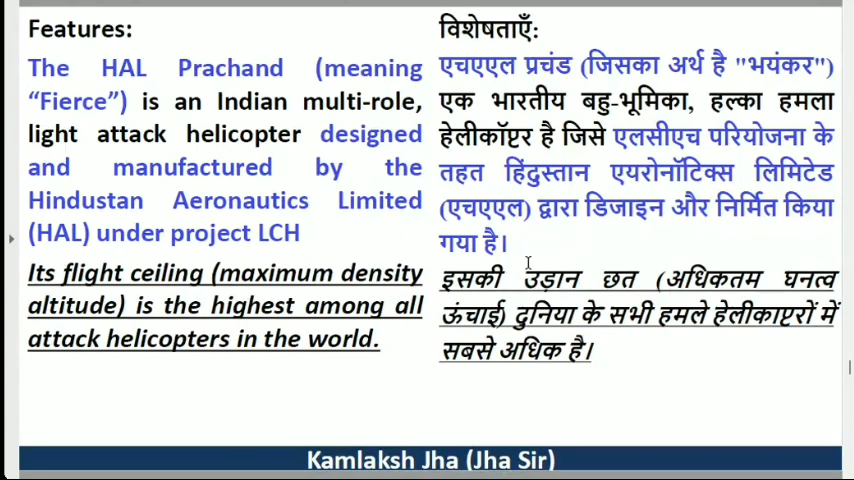 Features:
The HAL Prachand (meaning
“Fierce”) is an Indian multi-role,
light attack helicopter designed
and manufactured by the
Hindustan Aeronautics Limited
(HAL) under project LCH
Its flight ceiling (maximum density
altitude) is the highest among all
attack helicopters in the world.
विशेषताएँ:
एचएएल प्रचंड (जिसका अर्थ है "भयंकर")
एक भारतीय बहु-भूमिका, हल्का हमला
हेलीकॉप्टर है जिसे एलसीएच परियोजना के
तहत हिंदुस्तान एयरोनॉटिक्स लिमिटेड
(एचएएल) द्वारा डिजाइन और निर्मित किया
गया है।
इसकी उड़ान छत (अधिकतम घनत्व
ऊंचाई) दुनिया के सभी हमले हेलीकाप्टरों में
सबसे अधिक है।
Kamlaksh Jha (Jha Sir)